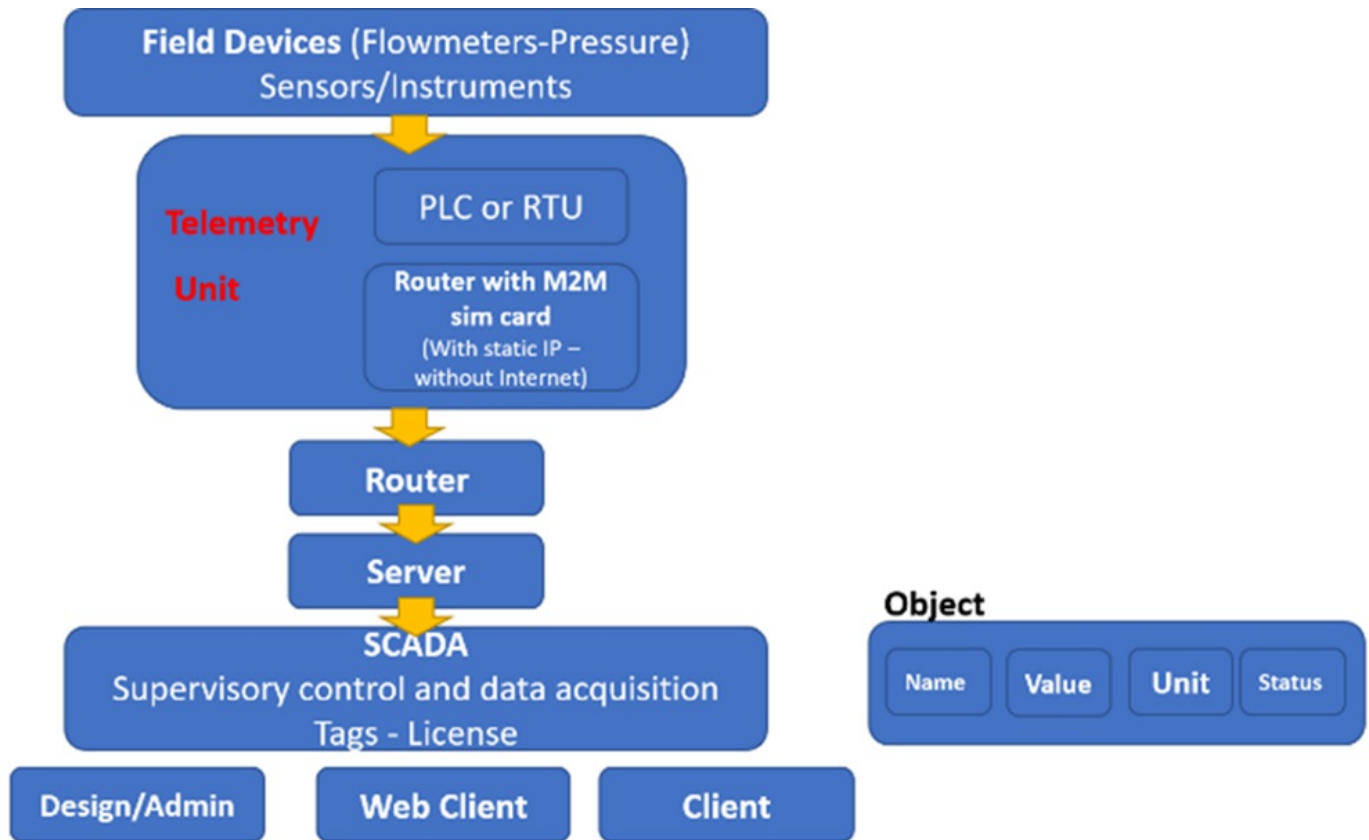 Field Devices (Flowmeters-Pressure)
Sensors/Instruments
Telemetry
Unit
PLC or RTU
Router with M2M
sim card
(With static IP –
without Internet)
Router
Server
SCADA
Supervisory control and data acquisition
Tags - License
Design/Admin
Web Client
Client
Object
Name
Value
Unit
Status